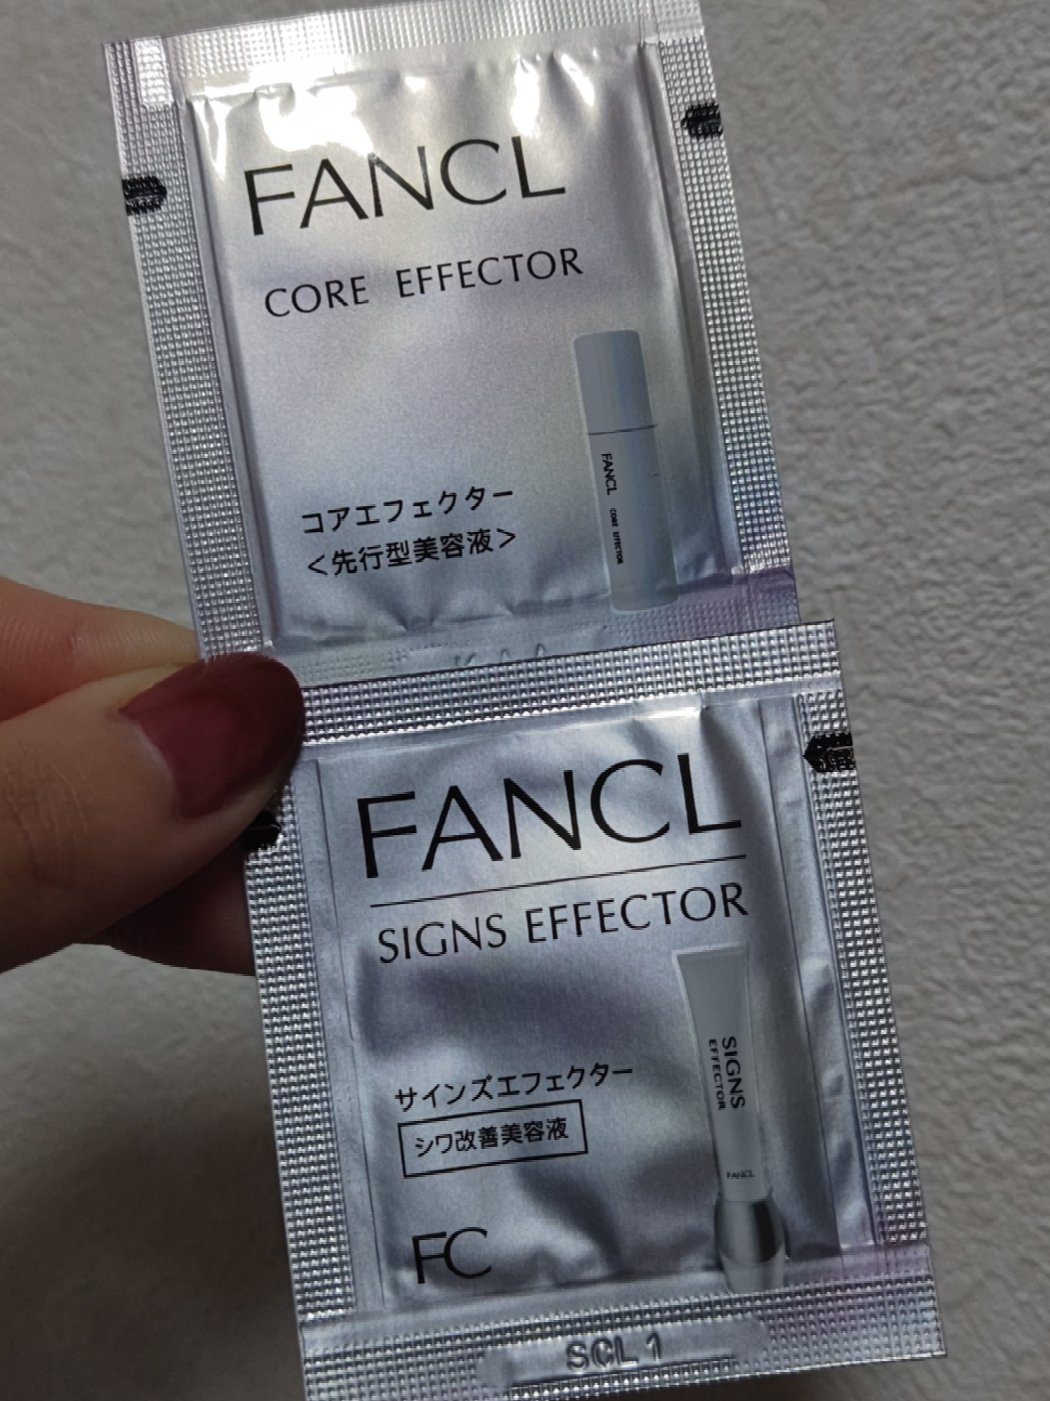 FANCL
CORE EFFECTOR
FANCL CORE EFFECTOR
コアエフェクター
<先行型美容液>
FANCL
SIGNS EFFECTOR
SIGNS
EFFECTOR
FANCL
サインズエフェクター
シワ改善美容液
FC
SCL 1